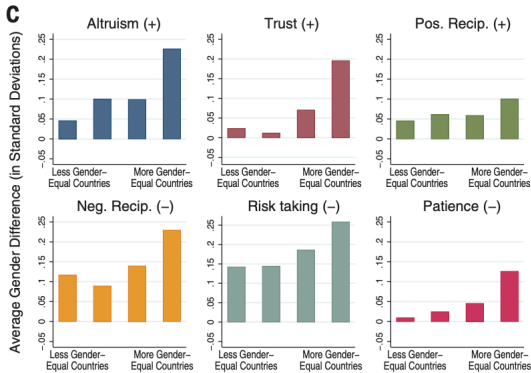 C
Average Gender Difference (in Standard Deviations)
Altruism (+)
.25
.2
.15
.1
.05
0
-.05
Less Gender–
Equal Countries
More Gender–
Equal Countries
Trust (+)
.25
.2
.15
.1
.05
0
-.05
Less Gender–
Equal Countries
More Gender–
Equal Countries
Pos. Recip. (+)
.25
.2
.15
.1
.05
0
-.05
Less Gender–
Equal Countries
More Gender–
Equal Countries
Neg. Recip. (−)
.25
.2
.15
.1
.05
0
-.05
Less Gender–
Equal Countries
More Gender–
Equal Countries
Risk taking (−)
.25
.2
.15
.1
.05
0
-.05
Less Gender–
Equal Countries
More Gender–
Equal Countries
Patience (−)
.25
.2
.15
.1
.05
0
-.05
Less Gender–
Equal Countries
More Gender–
Equal Countries